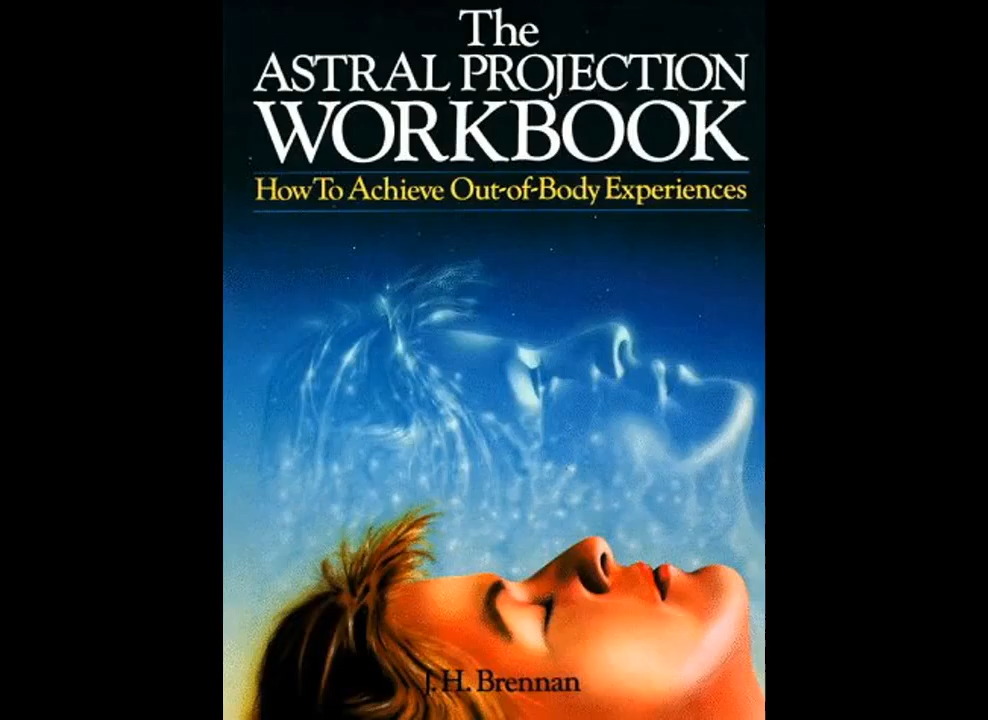 The
ASTRAL PROJECTION
WORKBOOK
How To Achieve Out-of-Body Experiences
J. H. Brennan